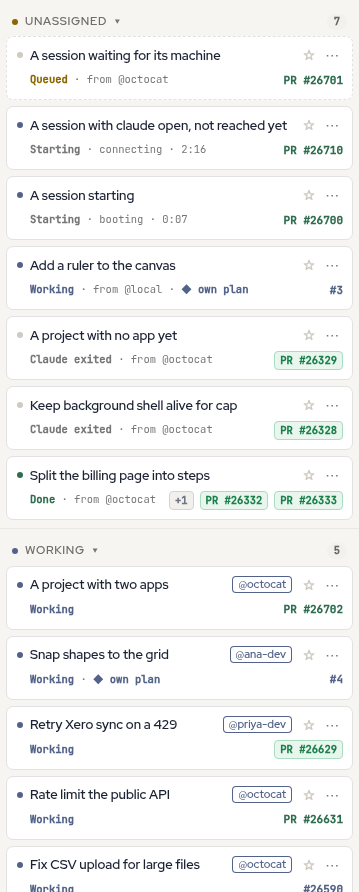 UNASSIGNED ▼ 7
A session waiting for its machine ☆ ···
Queued · from @octocat PR #26701
A session with claude open, not reached yet ☆ ···
Starting · connecting · 2:16 PR #26710
A session starting ☆ ···
Starting · booting · 0:07 PR #26700
Add a ruler to the canvas ☆ ···
Working · from @local · ◆ own plan #3
A project with no app yet ☆ ···
Claude exited · from @octocat PR #26329
Keep background shell alive for cap ☆ ···
Claude exited · from @octocat PR #26328
Split the billing page into steps ☆ ···
Done · from @octocat +1 PR #26332 PR #26333
WORKING ▼ 5
A project with two apps @octocat ☆ ···
Working PR #26702
Snap shapes to the grid @ana-dev ☆ ···
Working · ◆ own plan #4
Retry Xero sync on a 429 @priya-dev ☆ ···
Working PR #26629
Rate limit the public API @octocat ☆ ···
Working PR #26631
Fix CSV upload for large files @octocat ☆ ···
Working #26590